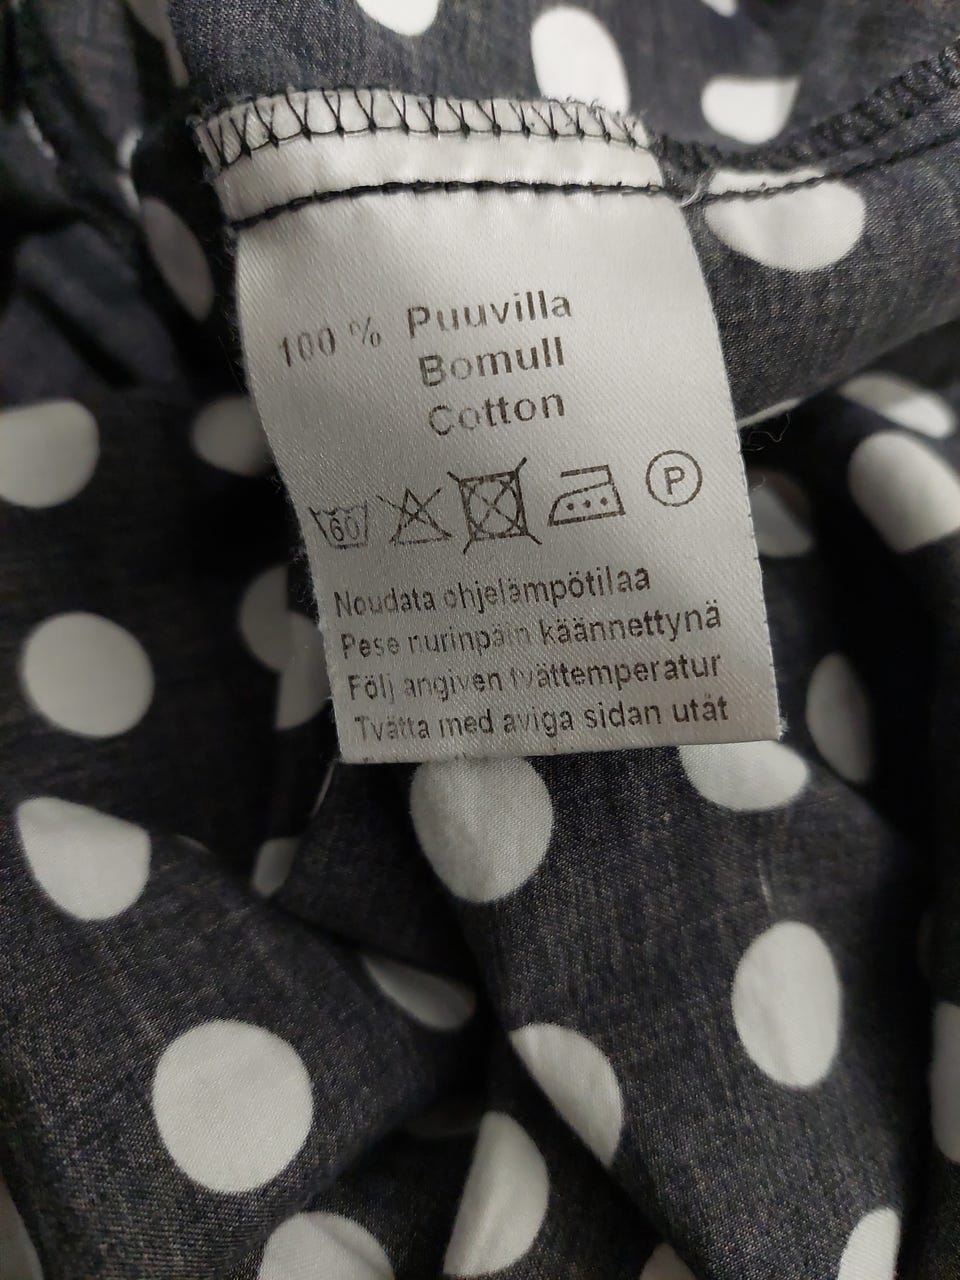 100 % Puuvilla
Bomull
Cotton
60 P
Noudata ohjelämpötilaa
Pese nurinpäin käännettynä
Följ angiven tvättemperatur
Tvätta med aviga sidan utåt